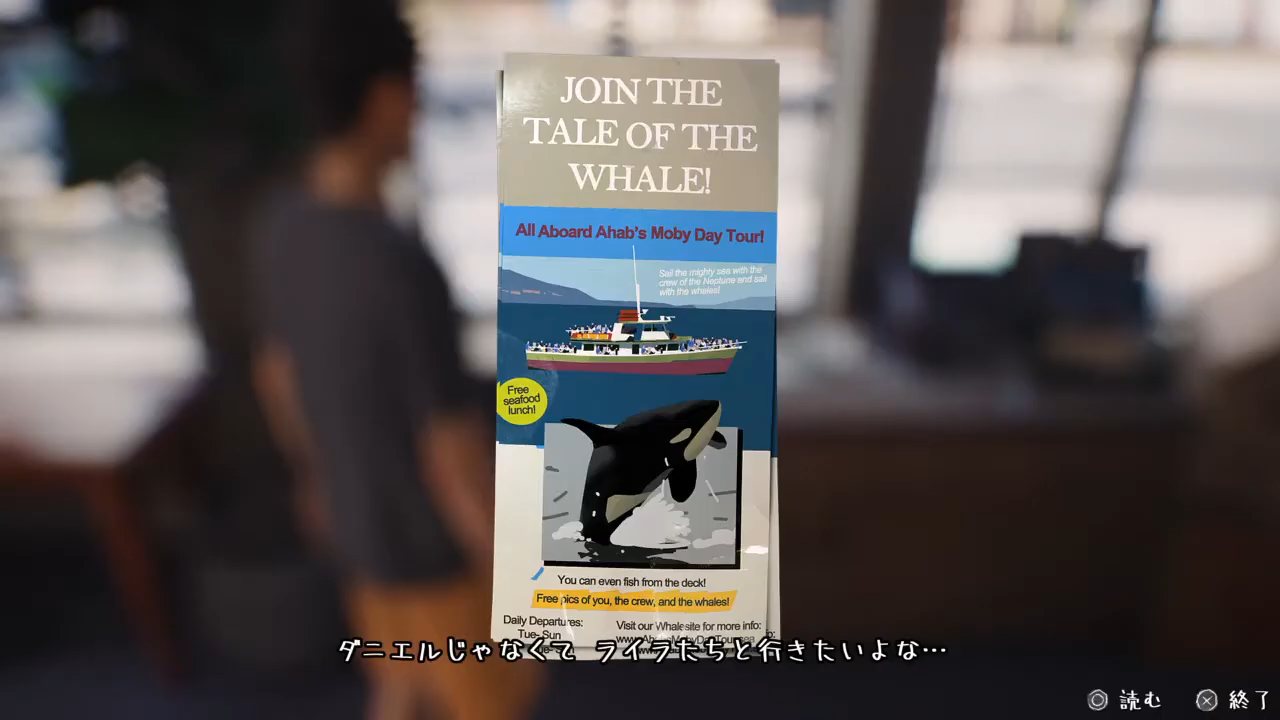 JOIN THE
TALE OF THE
WHALE!
All Aboard Ahab's Moby Day Tour!
Sail the mighty sea with the
crew of the Neptune and sail
with the whales!
Free
seafood
lunch!
You can even fish from the deck!
Free pics of you, the crew, and the whales!
Daily Departures:
Tue- Sun
Visit our Whalesite for more info:
ダニエルじゃなくて ライラたちと行きたいよな…
読む
終了